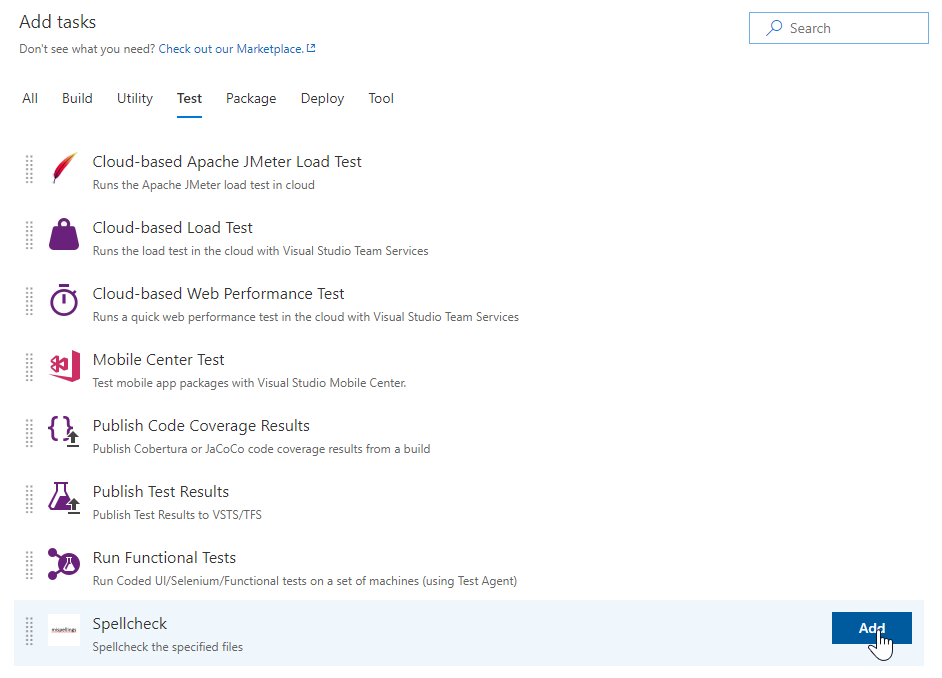 Add tasks
Search
Don't see what you need? Check out our Marketplace.
All Build Utility Test Package Deploy Tool
Cloud-based Apache JMeter Load Test
Runs the Apache JMeter load test in cloud
Cloud-based Load Test
Runs the load test in the cloud with Visual Studio Team Services
Cloud-based Web Performance Test
Runs a quick web performance test in the cloud with Visual Studio Team Services
Mobile Center Test
Test mobile app packages with Visual Studio Mobile Center.
Publish Code Coverage Results
Publish Cobertura or JaCoCo code coverage results from a build
Publish Test Results
Publish Test Results to VSTS/TFS
Run Functional Tests
Run Coded UI/Selenium/Functional tests on a set of machines (using Test Agent)
Spellcheck
mispellings
Add
Spellcheck the specified files